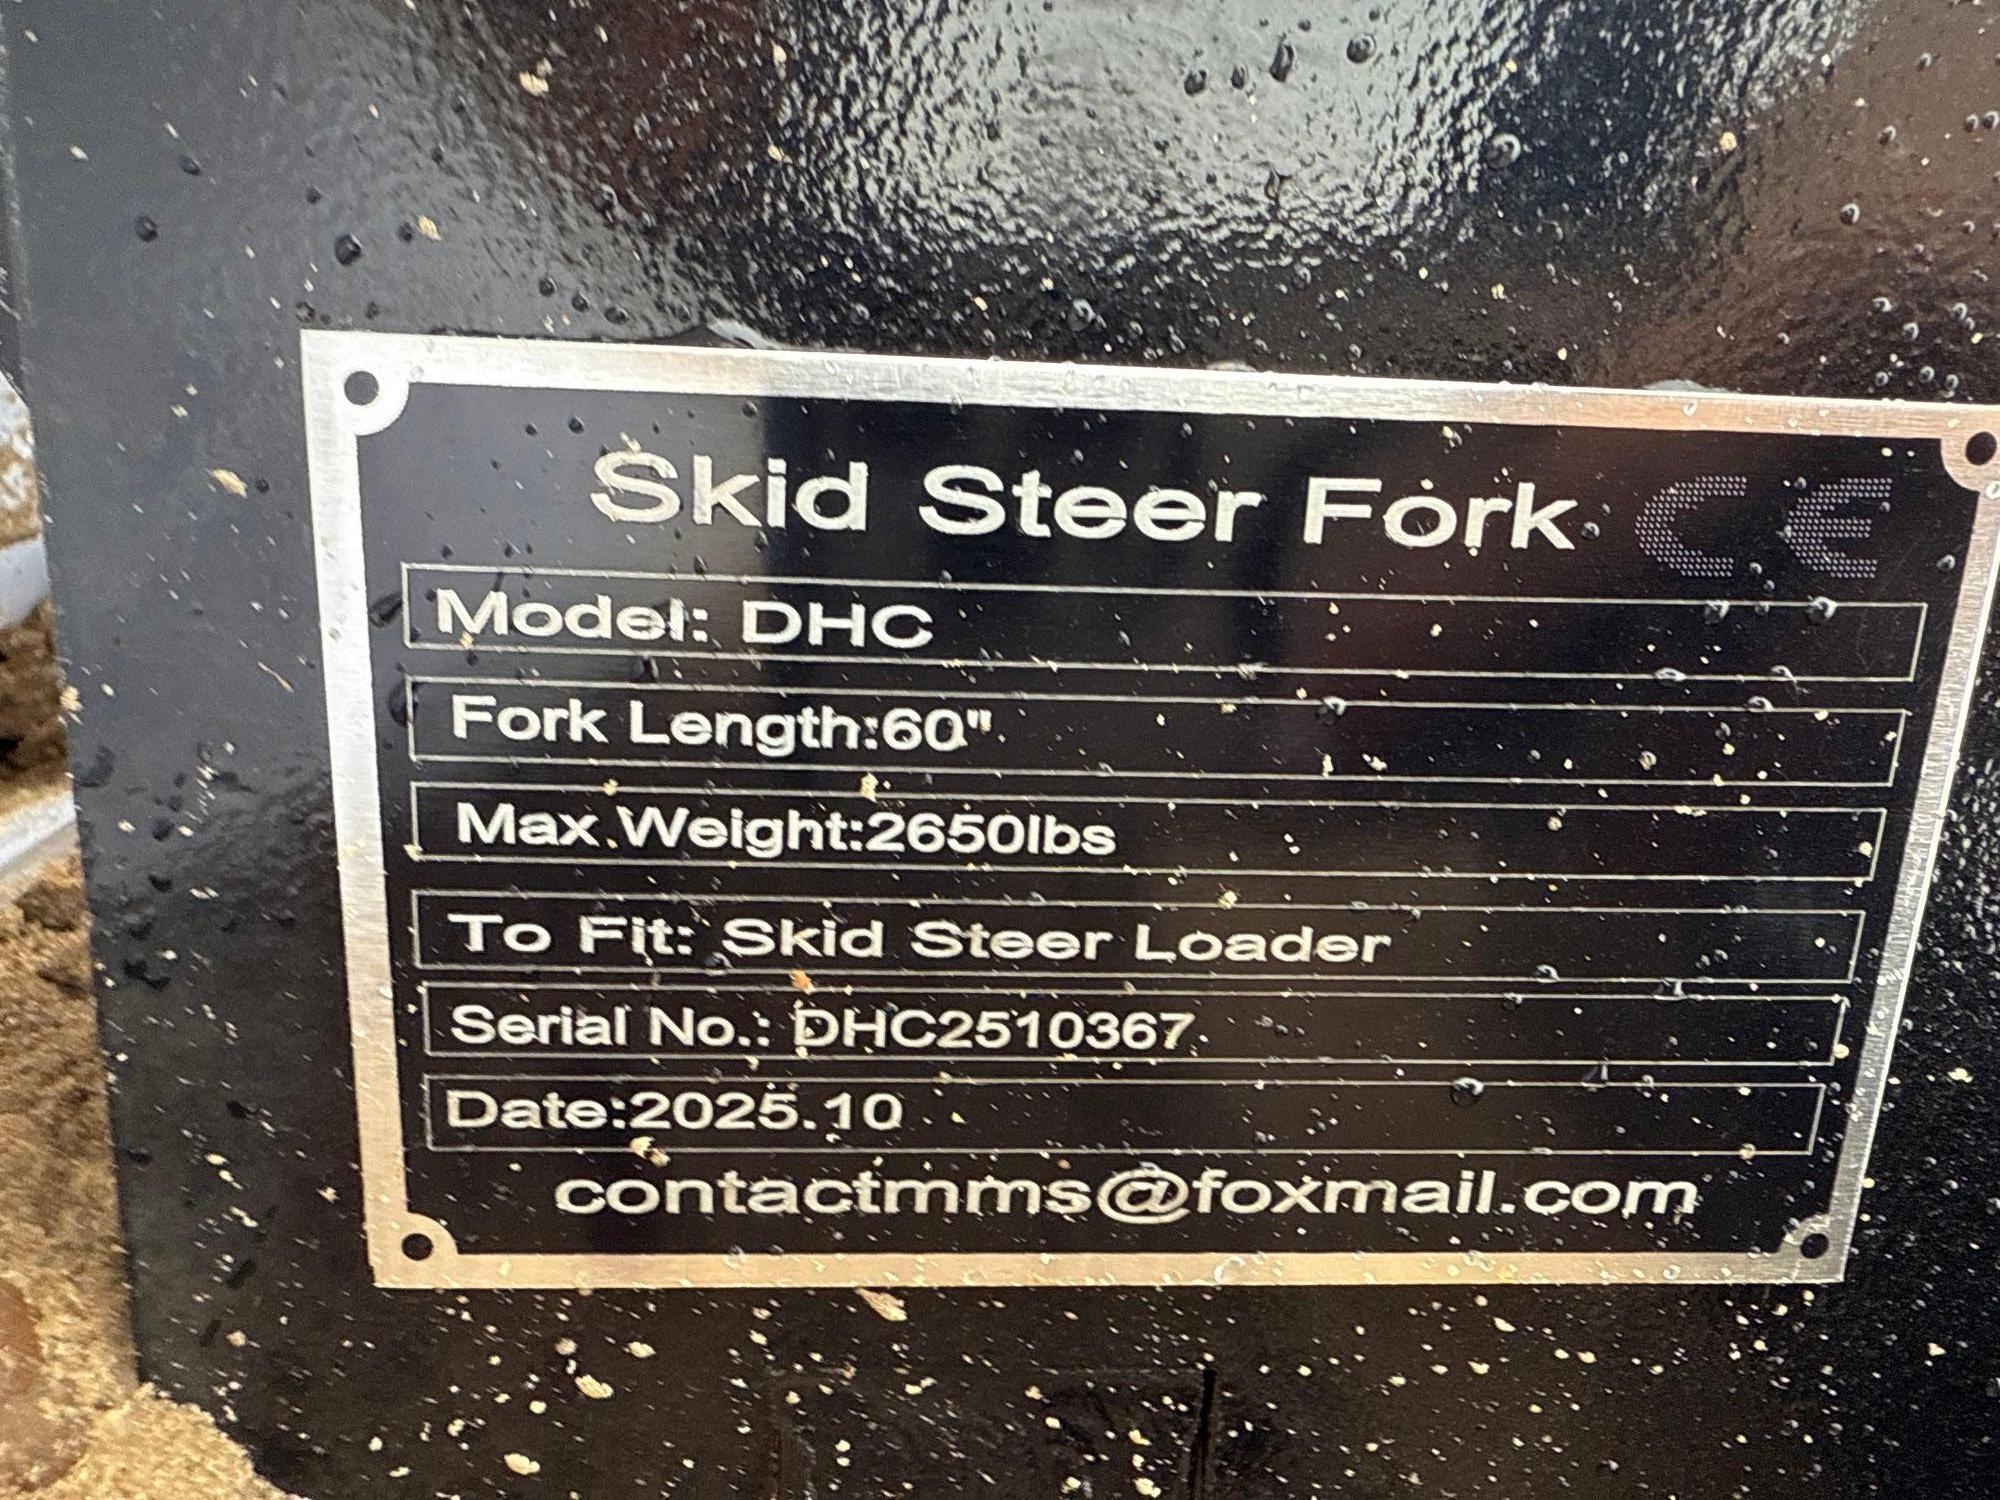 Skid Steer Fork CE
Model: DHC
Fork Length:60"
Max.Weight:2650lbs
To Fit: Skid Steer Loader
Serial No.: DHC2510367
Date:2025.10
contactmms@foxmail.com